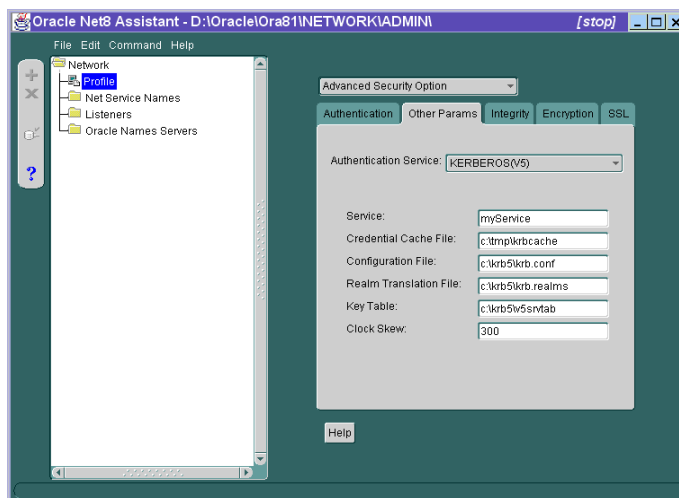 Oracle Net8 Assistant - D:\Oracle\Ora81\NETWORK\ADMIN\ [stop]
File Edit Command Help
Network
Profile
Net Service Names
Listeners
Oracle Names Servers
?
Advanced Security Option
Authentication Other Params Integrity Encryption SSL
Authentication Service: KERBEROS(V5)
Service: myService
Credential Cache File: c:\tmp\krbcache
Configuration File: c:\krb5\krb.conf
Realm Translation File: c:\krb5\krb.realms
Key Table: c:\krb5\v5srvtab
Clock Skew: 300
Help